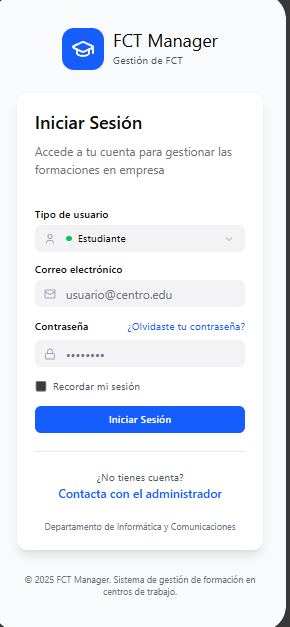 FCT Manager
Gestión de FCT
Iniciar Sesión
Accede a tu cuenta para gestionar las
formaciones en empresa
Tipo de usuario
Estudiante
Correo electrónico
usuario@centro.edu
Contraseña ¿Olvidaste tu contraseña?
••••••••
Recordar mi sesión
Iniciar Sesión
¿No tienes cuenta?
Contacta con el administrador
Departamento de Informática y Comunicaciones
© 2025 FCT Manager. Sistema de gestión de formación en
centros de trabajo.